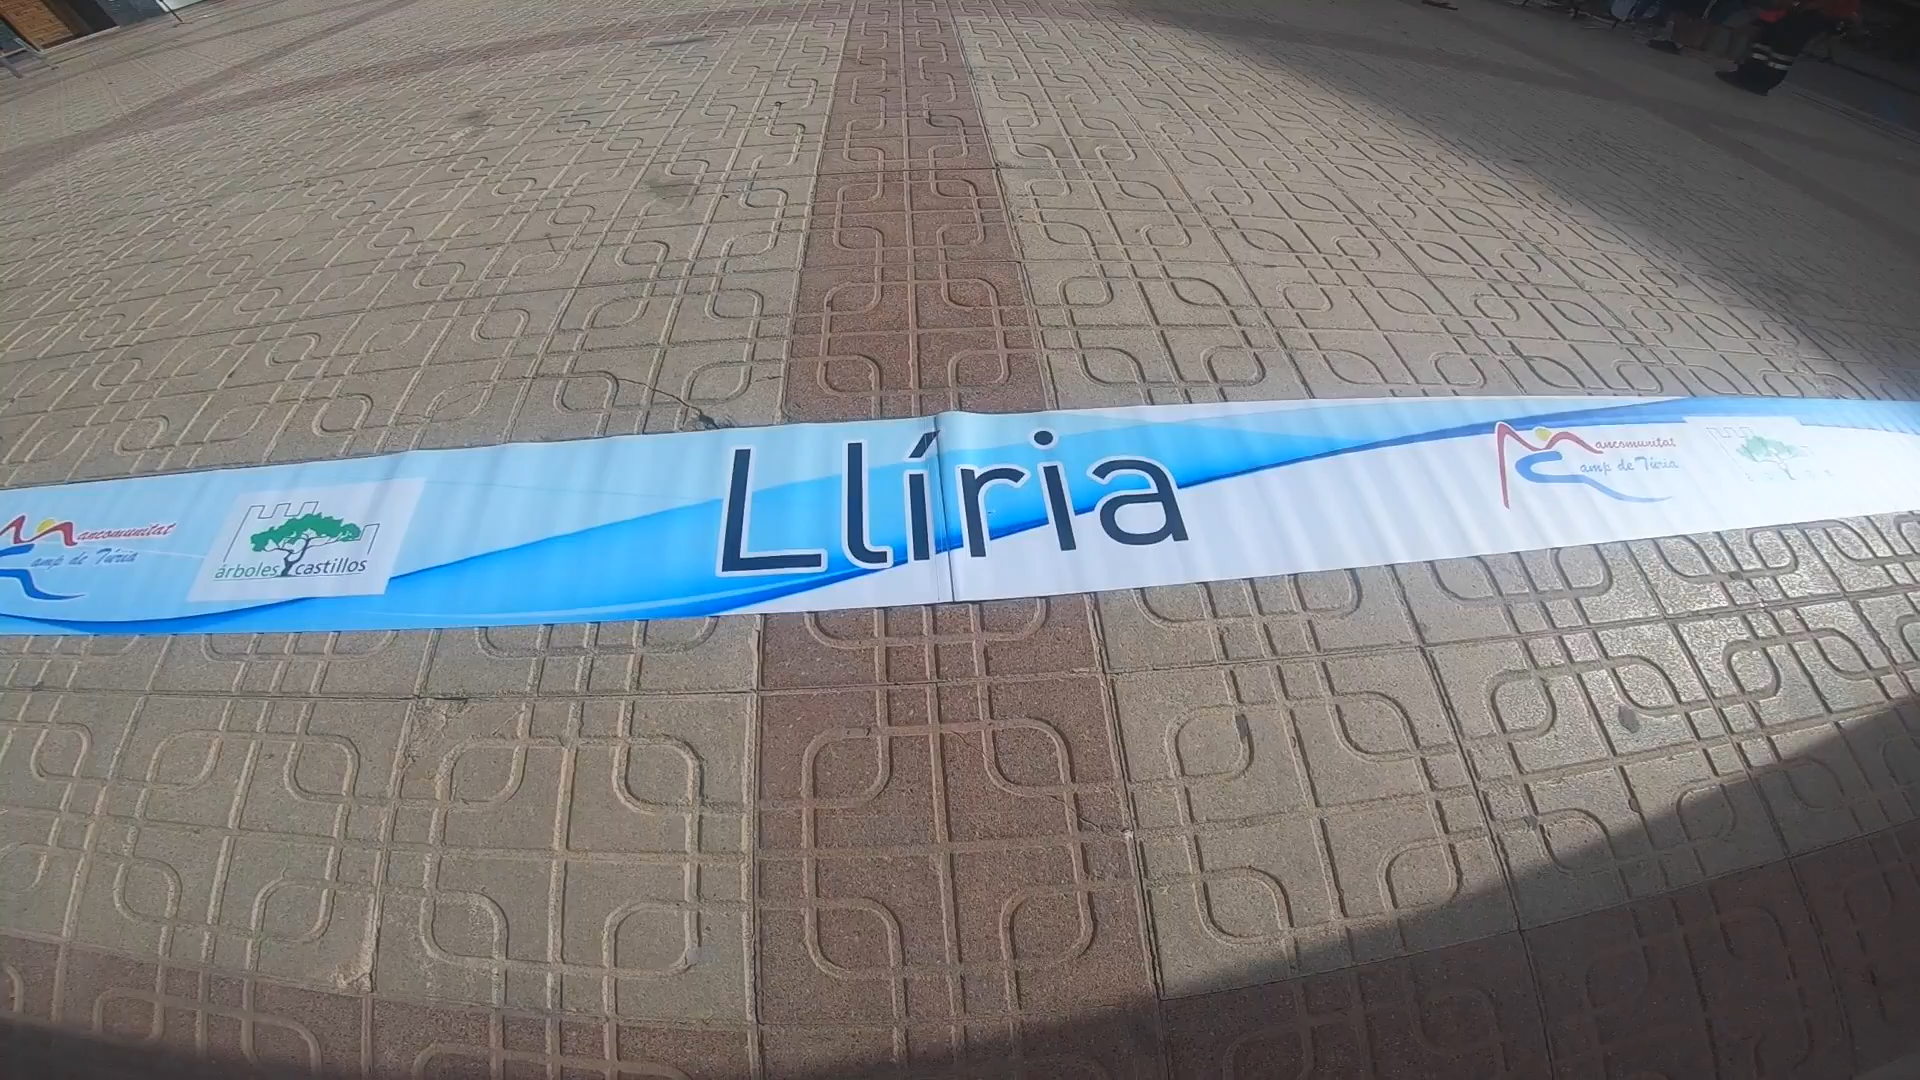 Mancomunitat
Camp de Túria
árboles castillos
Llíria
Mancomunitat
Camp de Túria